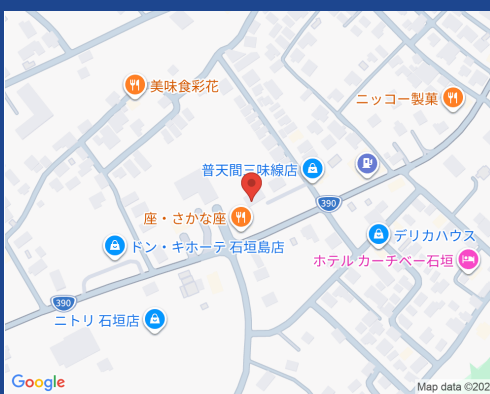 美味食彩花
ニッコー製菓
普天間三味線店
390
座・さかな座
デリカハウス
ドン・キホーテ 石垣島店
ホテル カーチベー石垣
390
ニトリ 石垣店
Google
Map data ©202